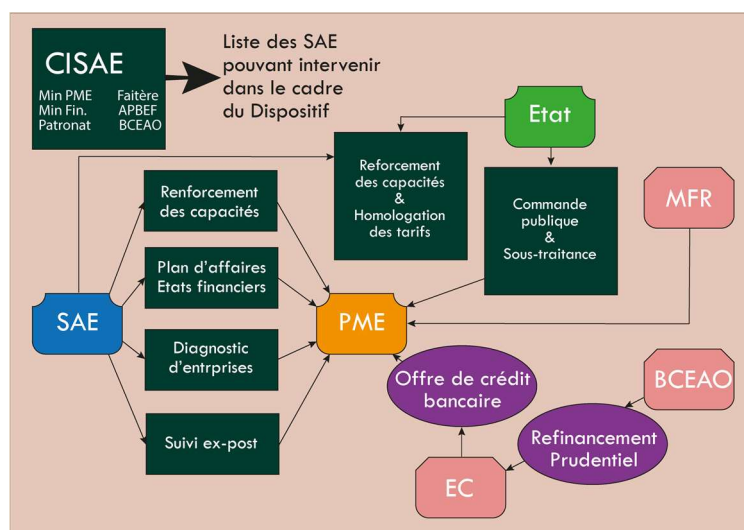 CISAE
Min PME Faitère
Min Fin. APBEF
Patronat BCEAO
Liste des SAE
pouvant intervenir
dans le cadre
du Dispositif
Etat
Reforcement
des capacités
&
Homologation
des tarifs
Commande
publique
&
Sous-traitance
MFR
Renforcement
des capacités
Plan d'affaires
Etats financiers
SAE
PME
Diagnostic
d'entrprises
Suivi ex-post
Offre de crédit
bancaire
BCEAO
Refinancement
Prudentiel
EC